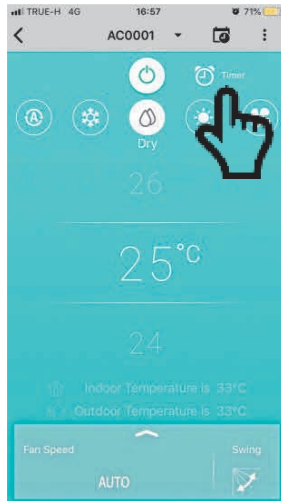 TRUE-H 4G 16:57 71%
AC0001
Timer
A
Dry
26
25°C
24
Indoor Temperature is 33°C
Outdoor Temperature is 33°C
Fan Speed Swing
AUTO